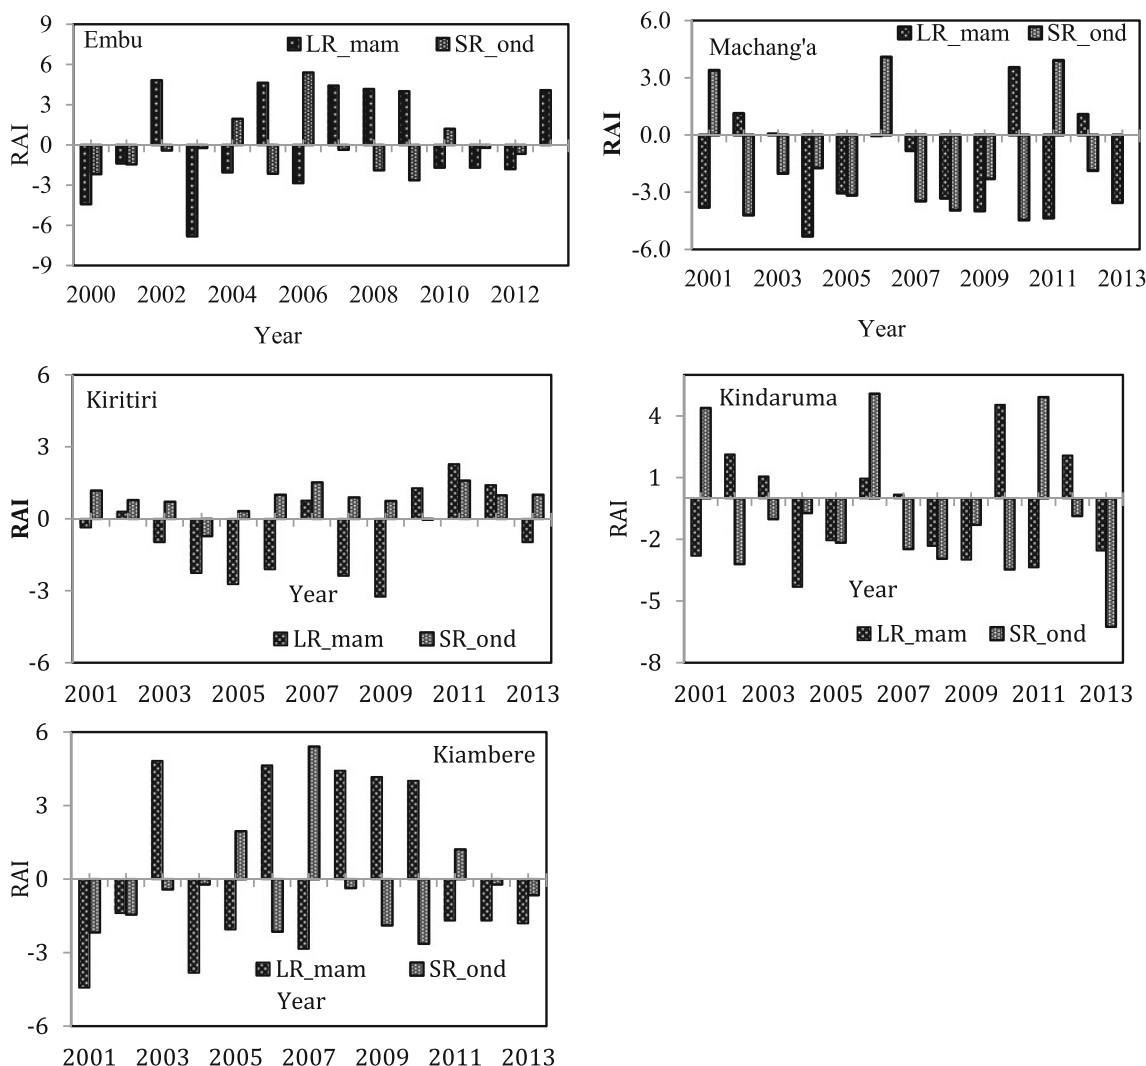 9
Embu
LR_mam SR_ond
6
3
RAI
0
-3
-6
-9
2000 2002 2004 2006 2008 2010 2012
Year
6.0
LR_mam SR_ond
Machang'a
3.0
RAI
0.0
-3.0
-6.0
2001 2003 2005 2007 2009 2011 2013
Year
6
Kiritiri
3
RAI
0
-3
Year
LR_mam SR_ond
-6
2001 2003 2005 2007 2009 2011 2013
Kindaruma
4
1
RAI
-2
Year
-5
LR_mam SR_ond
-8
2001 2003 2005 2007 2009 2011 2013
6
Kiambere
3
RAI
0
-3
LR_mam SR_ond
Year
-6
2001 2003 2005 2007 2009 2011 2013